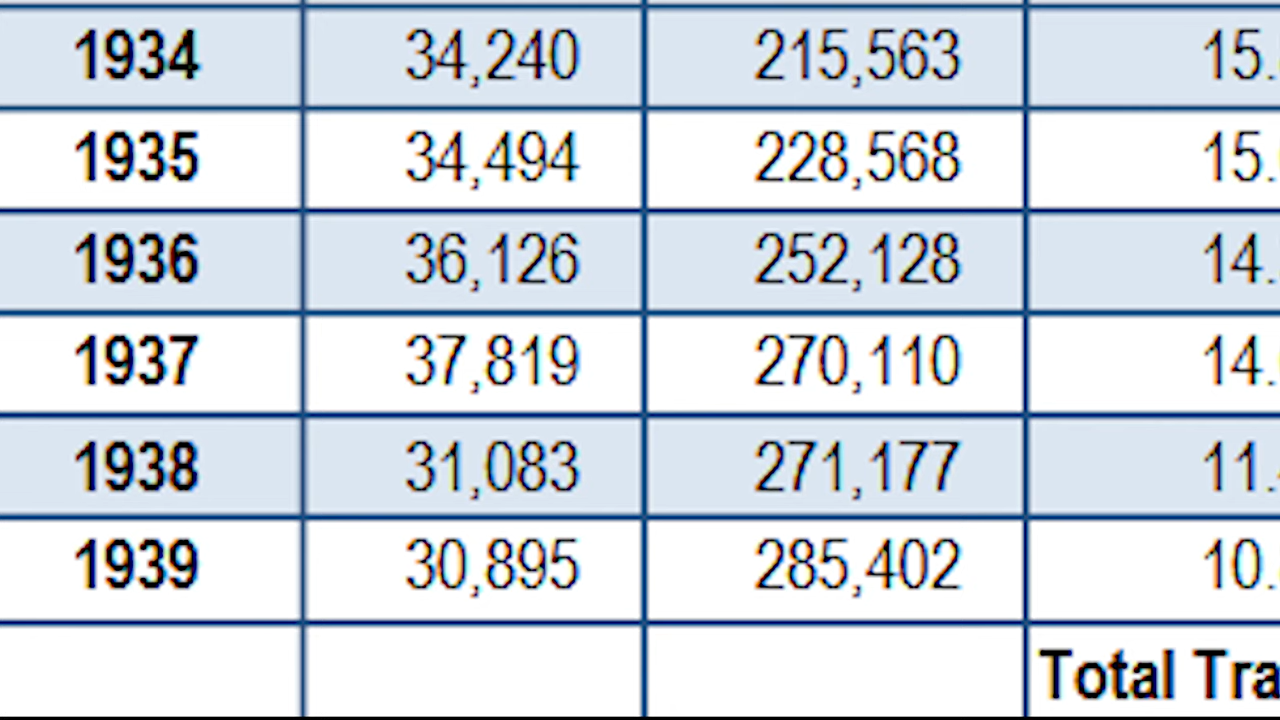 1934 34,240 215,563 15.
1935 34,494 228,568 15.
1936 36,126 252,128 14.
1937 37,819 270,110 14.
1938 31,083 271,177 11.
1939 30,895 285,402 10.
Total Tra